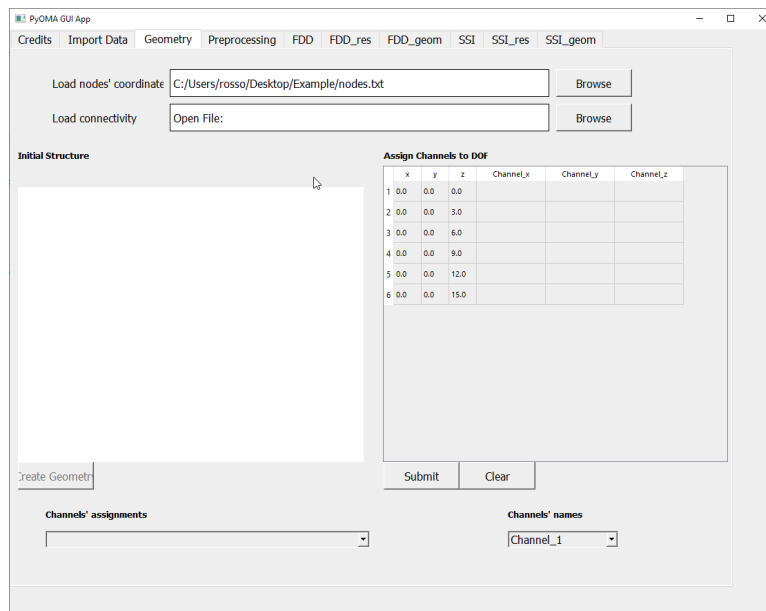 PyOMA GUI App
Credits Import Data Geometry Preprocessing FDD FDD_res FDD_geom SSI SSI_res SSI_geom
Load nodes' coordinate C:/Users/rosso/Desktop/Example/nodes.txt Browse
Load connectivity Open File: Browse
Initial Structure Assign Channels to DOF
x y z Channel_x Channel_y Channel_z
1 0.0 0.0 0.0
2 0.0 0.0 3.0
3 0.0 0.0 6.0
4 0.0 0.0 9.0
5 0.0 0.0 12.0
6 0.0 0.0 15.0
Create Geometry Submit Clear
Channels' assignments Channels' names
Channel_1